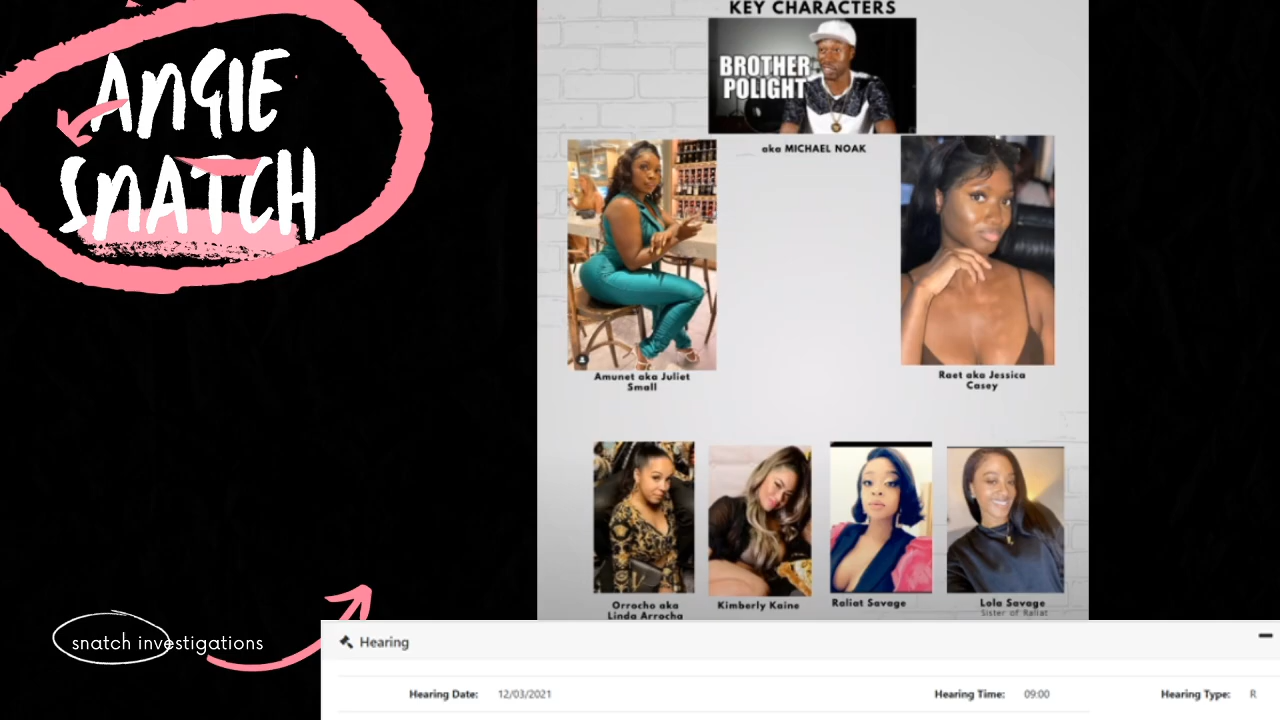 ANGIE
SNATCH
KEY CHARACTERS
BROTHER
POLIGHT
aka MICHAEL NOAK
Amunet aka Juliet
Small
Raet aka Jessica
Casey
Orrocho aka
Linda Arrocha
Kimberly Kaine
Raliat Savage
Lola Savage
Sister of Raliat
snatch investigations
Hearing
Hearing Date: 12/03/2021 Hearing Time: 09:00 Hearing Type: R